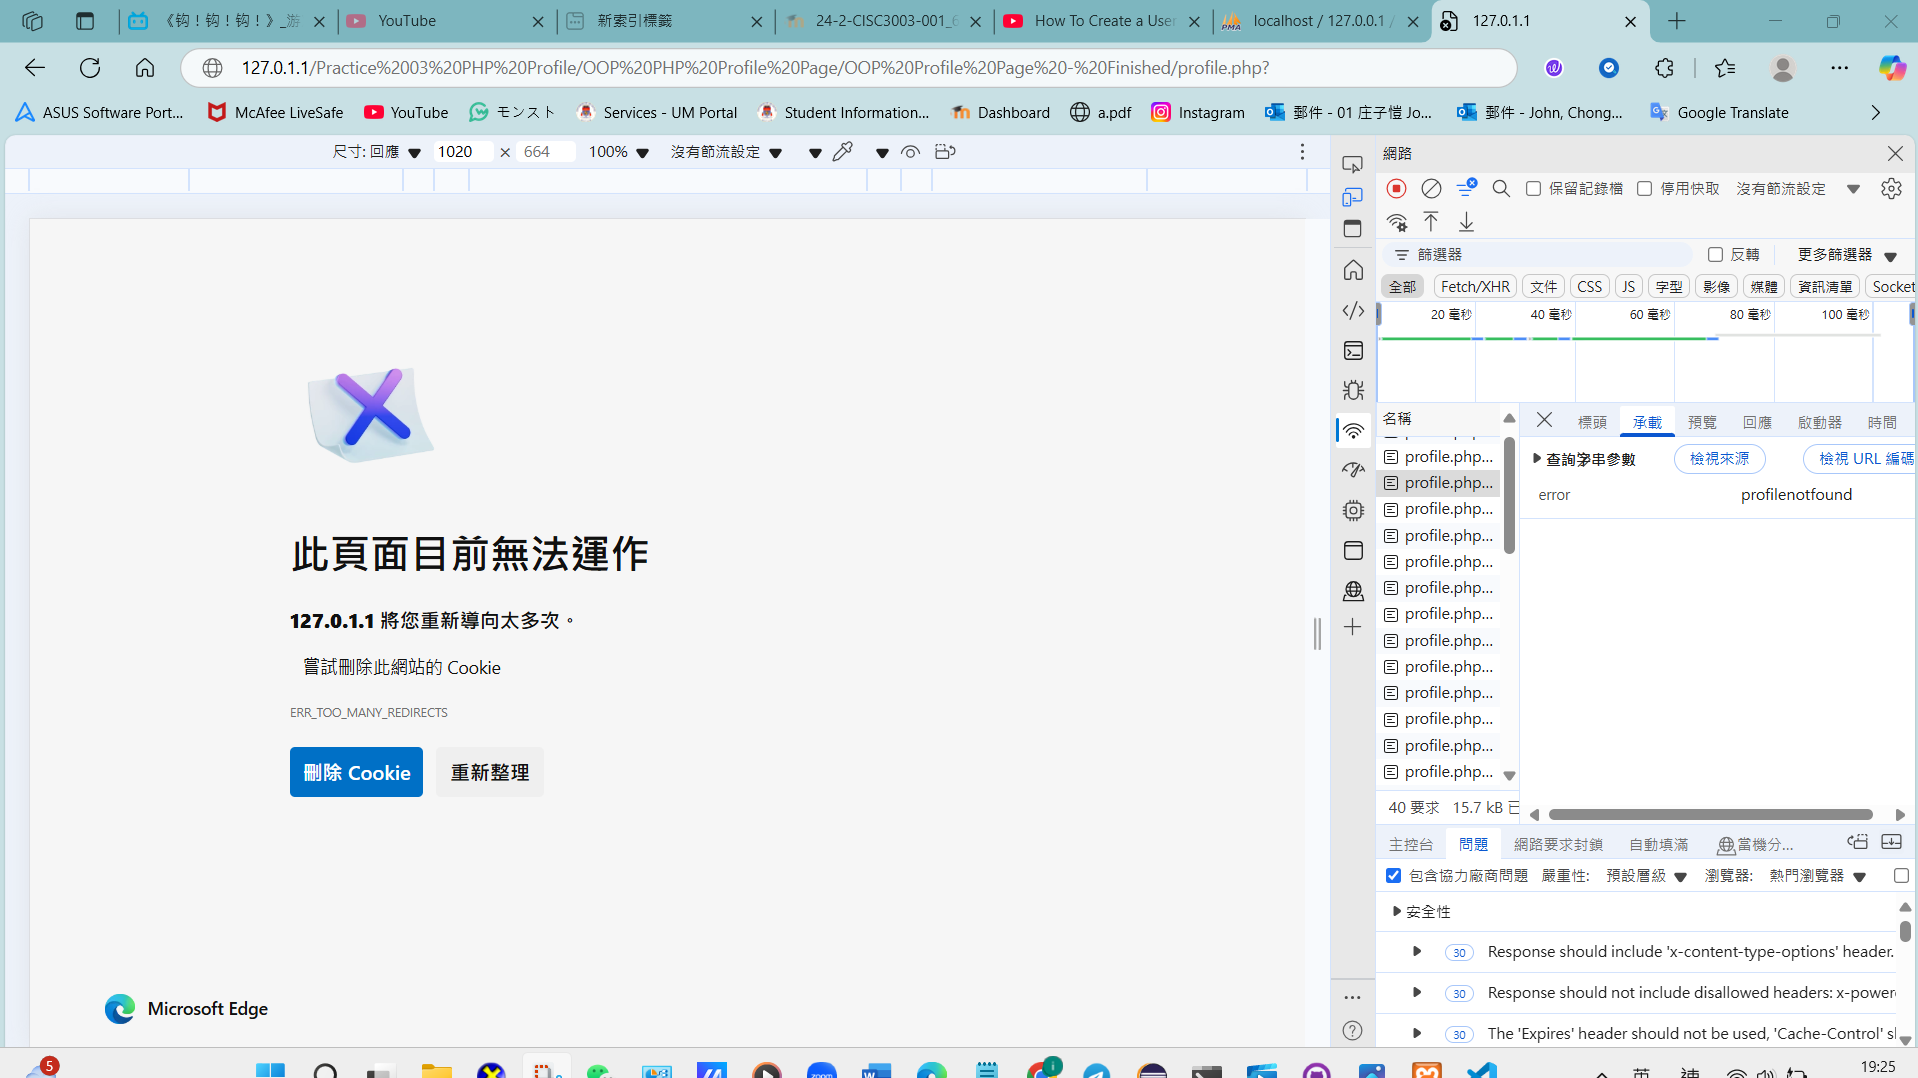 《钩！钩！钩！》_游
YouTube
新索引標籤
24-2-CISC3003-001_6
How To Create a User
localhost / 127.0.0.1 /
127.0.1.1
127.0.1.1/Practice%2003%20PHP%20Profile/OOP%20PHP%20Profile%20Page/OOP%20Profile%20Page%20-%20Finished/profile.php?
ASUS Software Port...
McAfee LiveSafe
YouTube
モンスト
Services - UM Portal
Student Information...
Dashboard
a.pdf
Instagram
郵件 - 01 庄子愷 Jo...
郵件 - John, Chong...
Google Translate
尺寸: 回應
1020
×
664
100%
沒有節流設定
此頁面目前無法運作
127.0.1.1 將您重新導向太多次。
嘗試刪除此網站的 Cookie
ERR_TOO_MANY_REDIRECTS
刪除 Cookie
重新整理
Microsoft Edge
網路
保留記錄檔
停用快取
沒有節流設定
篩選器
反轉
更多篩選器
全部
Fetch/XHR
文件
CSS
JS
字型
影像
媒體
資訊清單
Socket
20 毫秒
40 毫秒
60 毫秒
80 毫秒
100 毫秒
名稱
標頭
承載
預覽
回應
啟動器
時間
profile.php...
profile.php...
profile.php...
profile.php...
profile.php...
profile.php...
profile.php...
profile.php...
profile.php...
profile.php...
profile.php...
profile.php...
profile.php...
查詢字串參數
檢視來源
檢視 URL 編碼
error
profilenotfound
40 要求
15.7 kB 已
主控台
問題
網路要求封鎖
自動填滿
當機分...
包含協力廠商問題
嚴重性:
預設層級
瀏覽器:
熱門瀏覽器
安全性
30
Response should include 'x-content-type-options' header.
30
Response should not include disallowed headers: x-power
30
The 'Expires' header should not be used, 'Cache-Control' sl
5
英
19:25